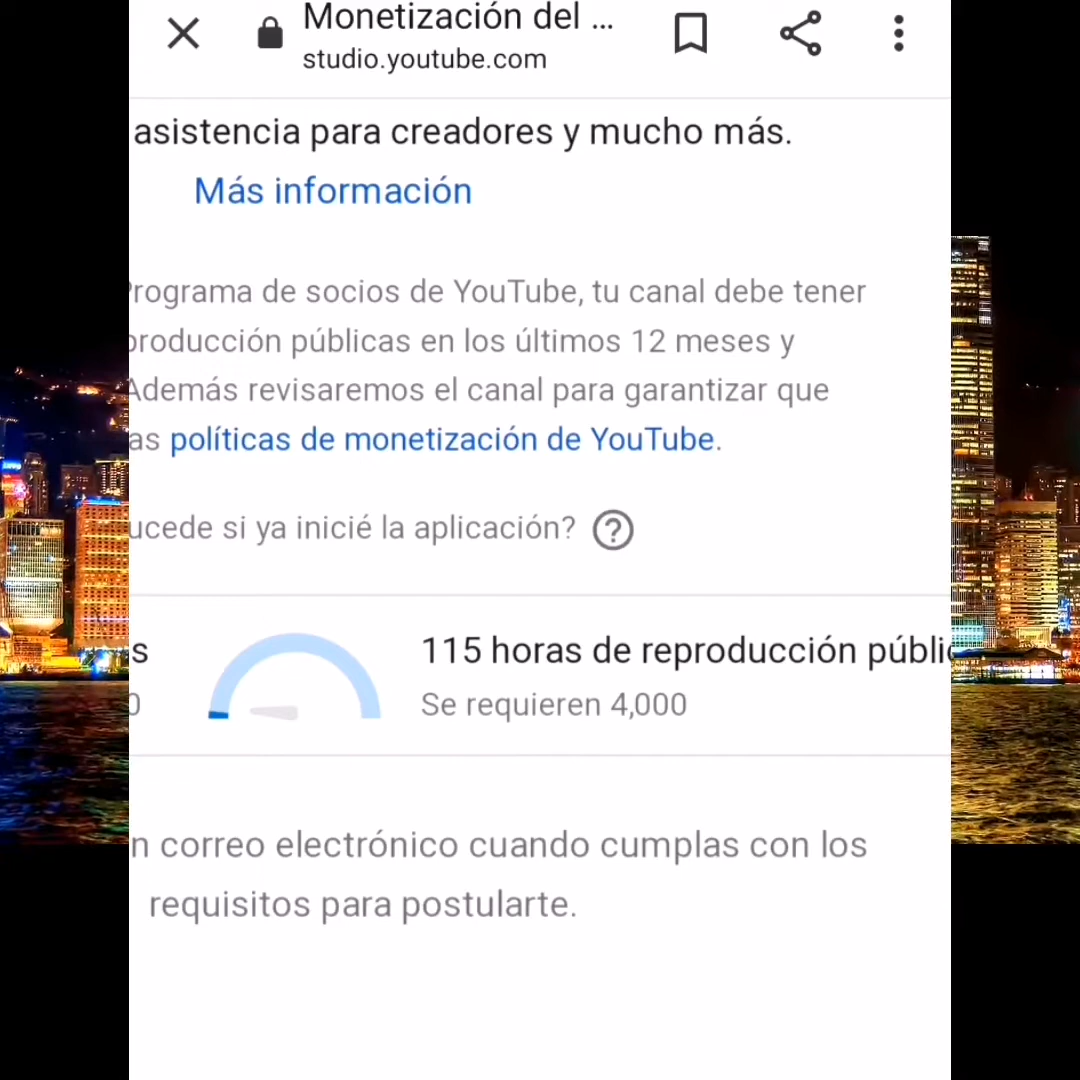 Monetización del ...
studio.youtube.com
asistencia para creadores y mucho más.
Más información
Programa de socios de YouTube, tu canal debe tener
producción públicas en los últimos 12 meses y
Además revisaremos el canal para garantizar que
as políticas de monetización de YouTube.
ucede si ya inicié la aplicación?
s
115 horas de reproducción públic
0
Se requieren 4,000
n correo electrónico cuando cumplas con los
requisitos para postularte.